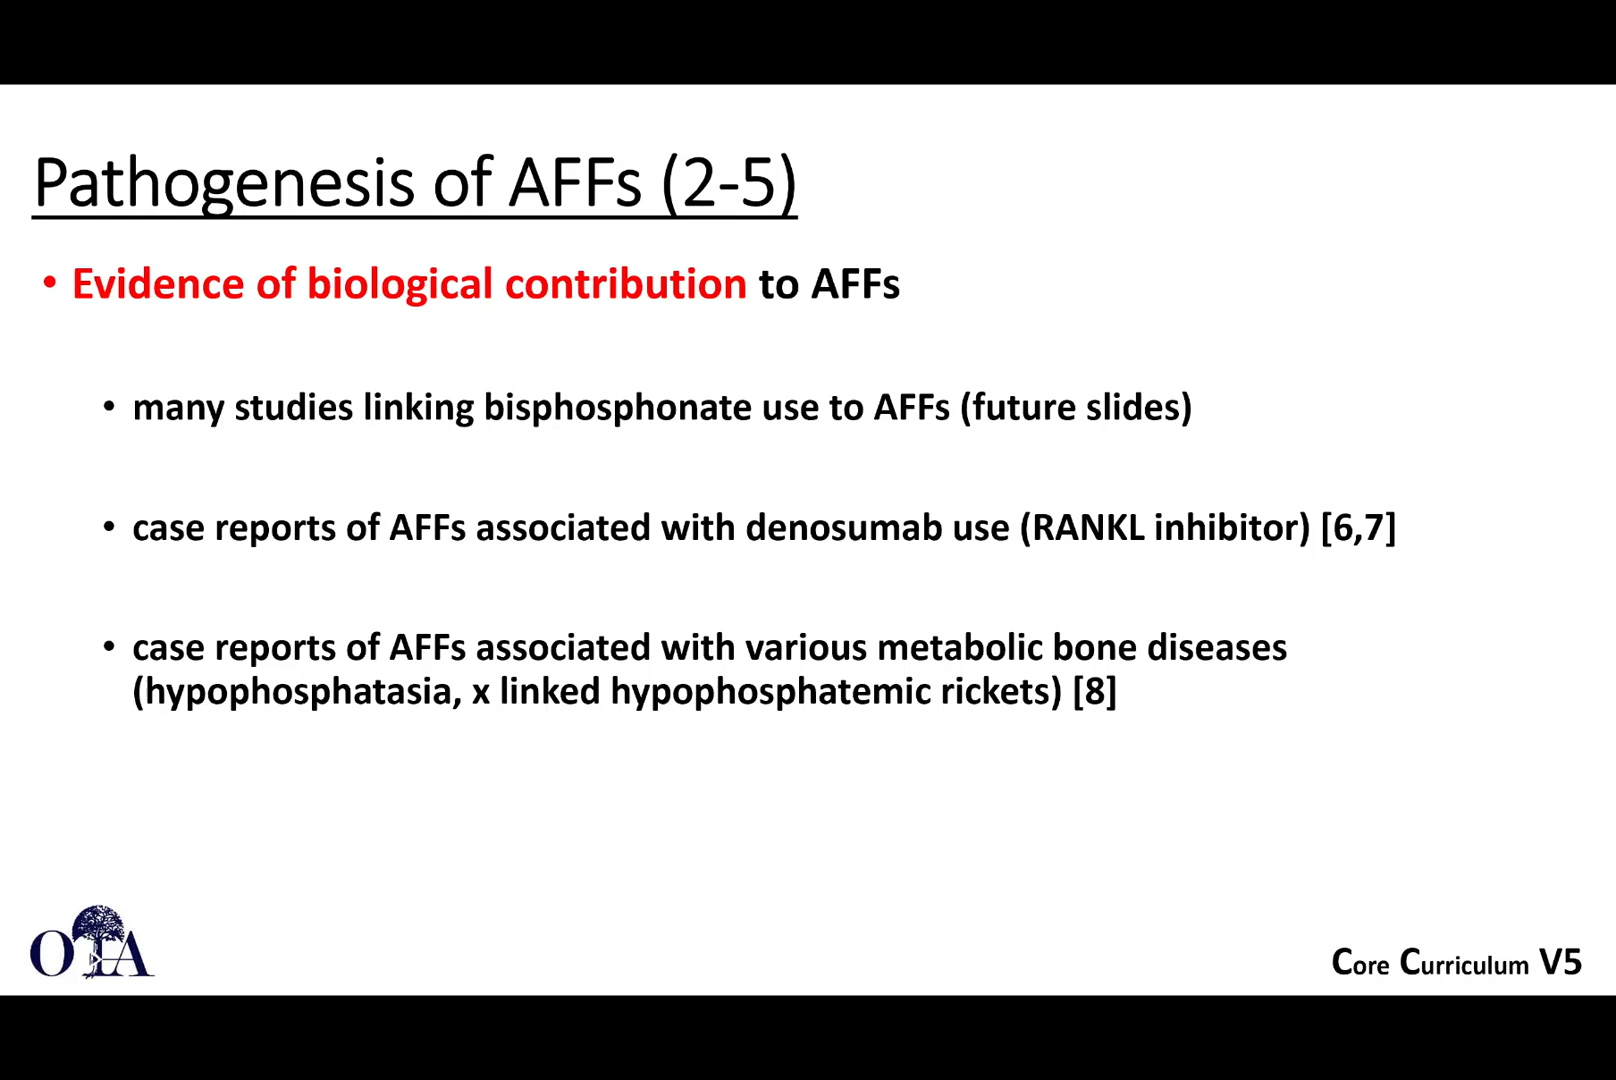 Pathogenesis of AFFs (2-5)
• Evidence of biological contribution to AFFs
• many studies linking bisphosphonate use to AFFs (future slides)
• case reports of AFFs associated with denosumab use (RANKL inhibitor) [6,7]
• case reports of AFFs associated with various metabolic bone diseases
(hypophosphatasia, x linked hypophosphatemic rickets) [8]
OTA
Core Curriculum V5